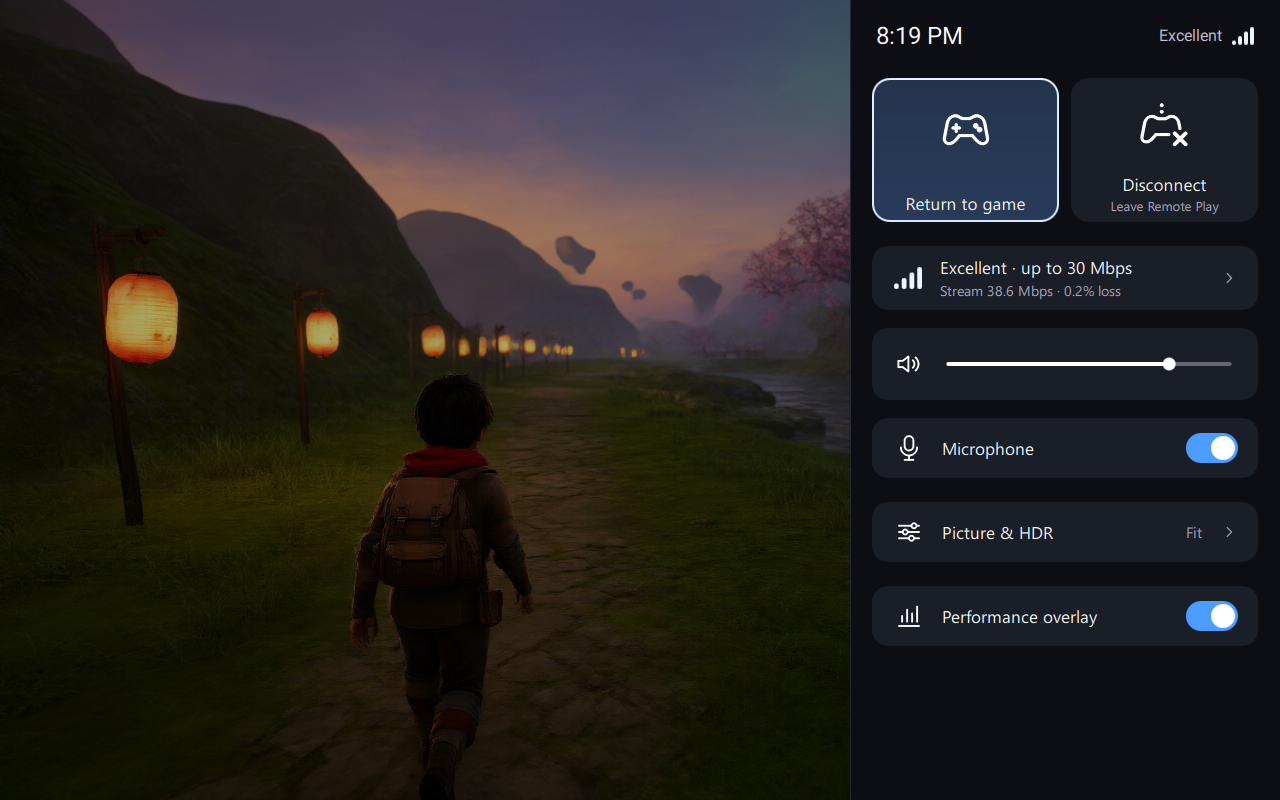 8:19 PM
Excellent
Return to game
Disconnect
Leave Remote Play
Excellent · up to 30 Mbps
Stream 38.6 Mbps · 0.2% loss
Microphone
Picture & HDR
Fit
Performance overlay